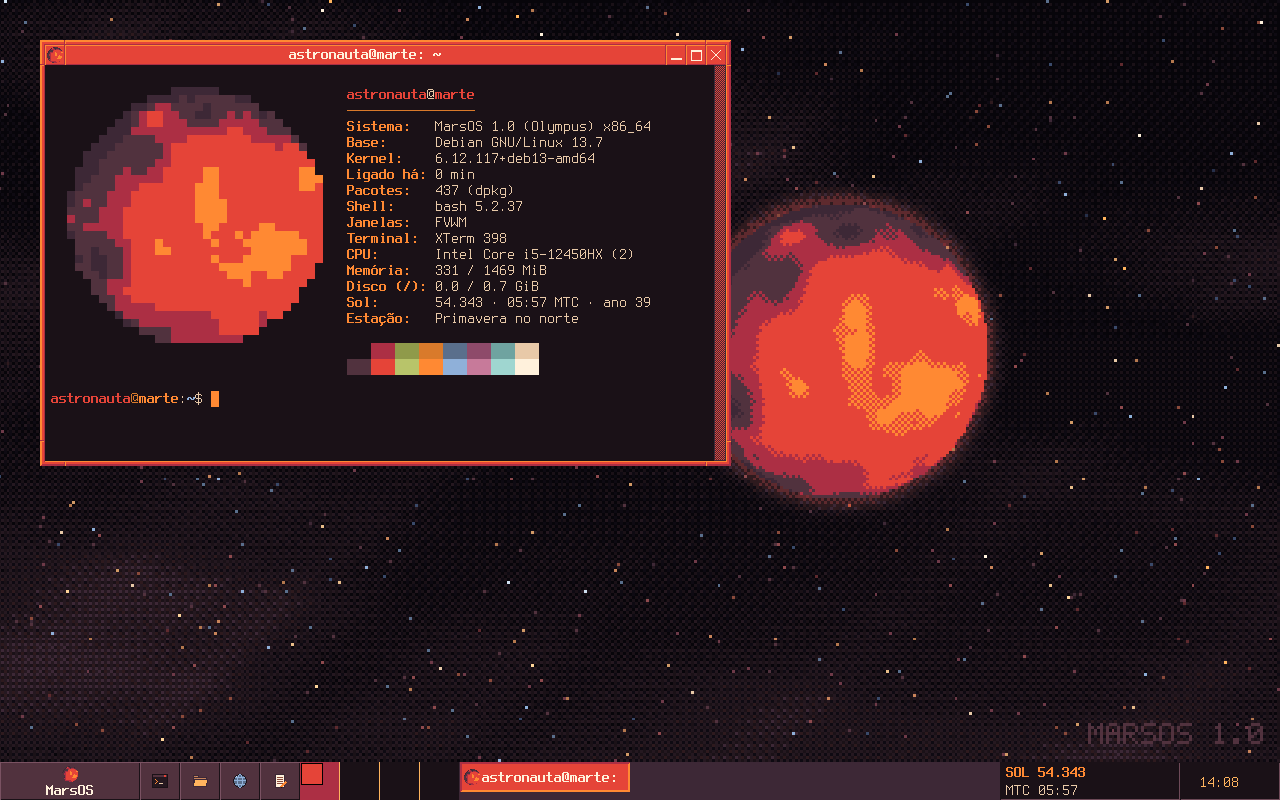 astronauta@marte: ~
astronauta@marte
Sistema: MarsOS 1.0 (Olympus) x86_64
Base: Debian GNU/Linux 13.7
Kernel: 6.12.117+deb13-amd64
Ligado há: 0 min
Pacotes: 437 (dpkg)
Shell: bash 5.2.37
Janelas: FVWM
Terminal: XTerm 398
CPU: Intel Core i5-12450HX (2)
Memória: 331 / 1469 MiB
Disco (/): 0.0 / 0.7 GiB
Sol: 54.343 · 05:57 MTC · ano 39
Estação: Primavera no norte
astronauta@marte:~$
MARSOS 1.0
MarsOS
astronauta@marte:
SOL 54.343
MTC 05:57
14:08